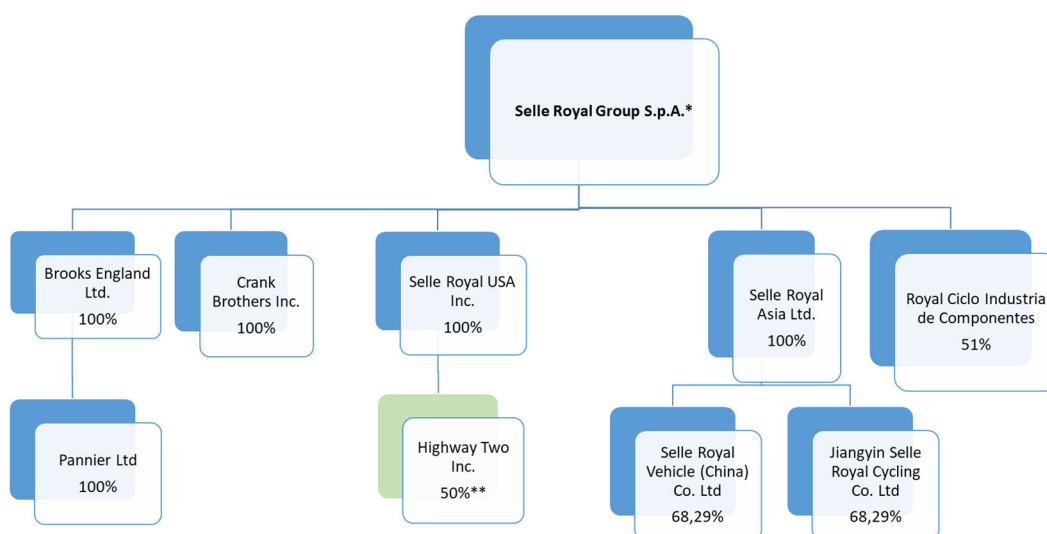 Selle Royal Group S.p.A.*
Brooks England
Ltd.
100%
Crank
Brothers Inc.
100%
Selle Royal USA
Inc.
100%
Selle Royal
Asia Ltd.
100%
Royal Ciclo Industria
de Componentes
51%
Pannier Ltd
100%
Highway Two
Inc.
50%**
Selle Royal
Vehicle (China)
Co. Ltd
68,29%
Jiangyin Selle
Royal Cycling
Co. Ltd
68,29%